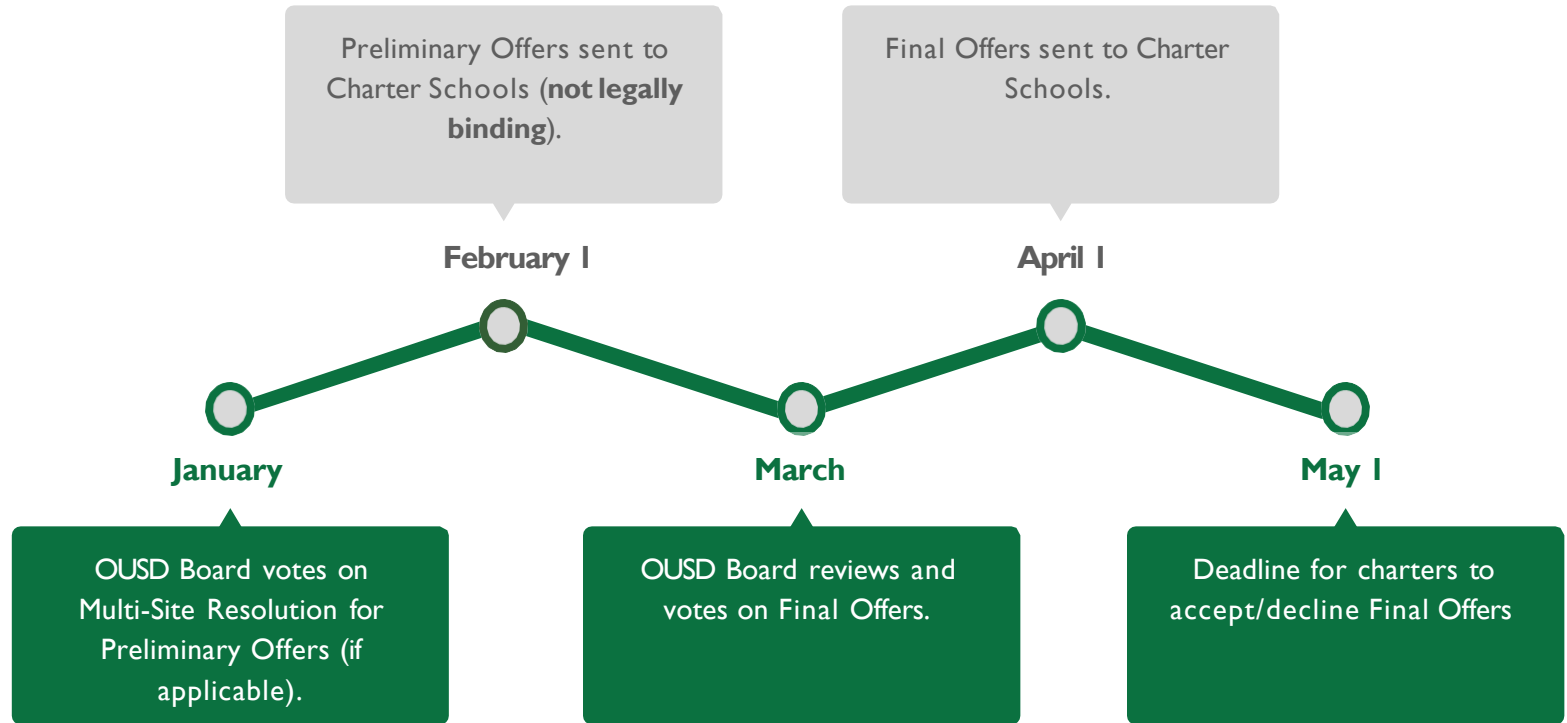 Preliminary Offers sent to
Charter Schools (not legally
binding).
Final Offers sent to Charter
Schools.
February 1
April 1
January
March
May 1
OUSD Board votes on
Multi-Site Resolution for
Preliminary Offers (if
applicable).
OUSD Board reviews and
votes on Final Offers.
Deadline for charters to
accept/decline Final Offers